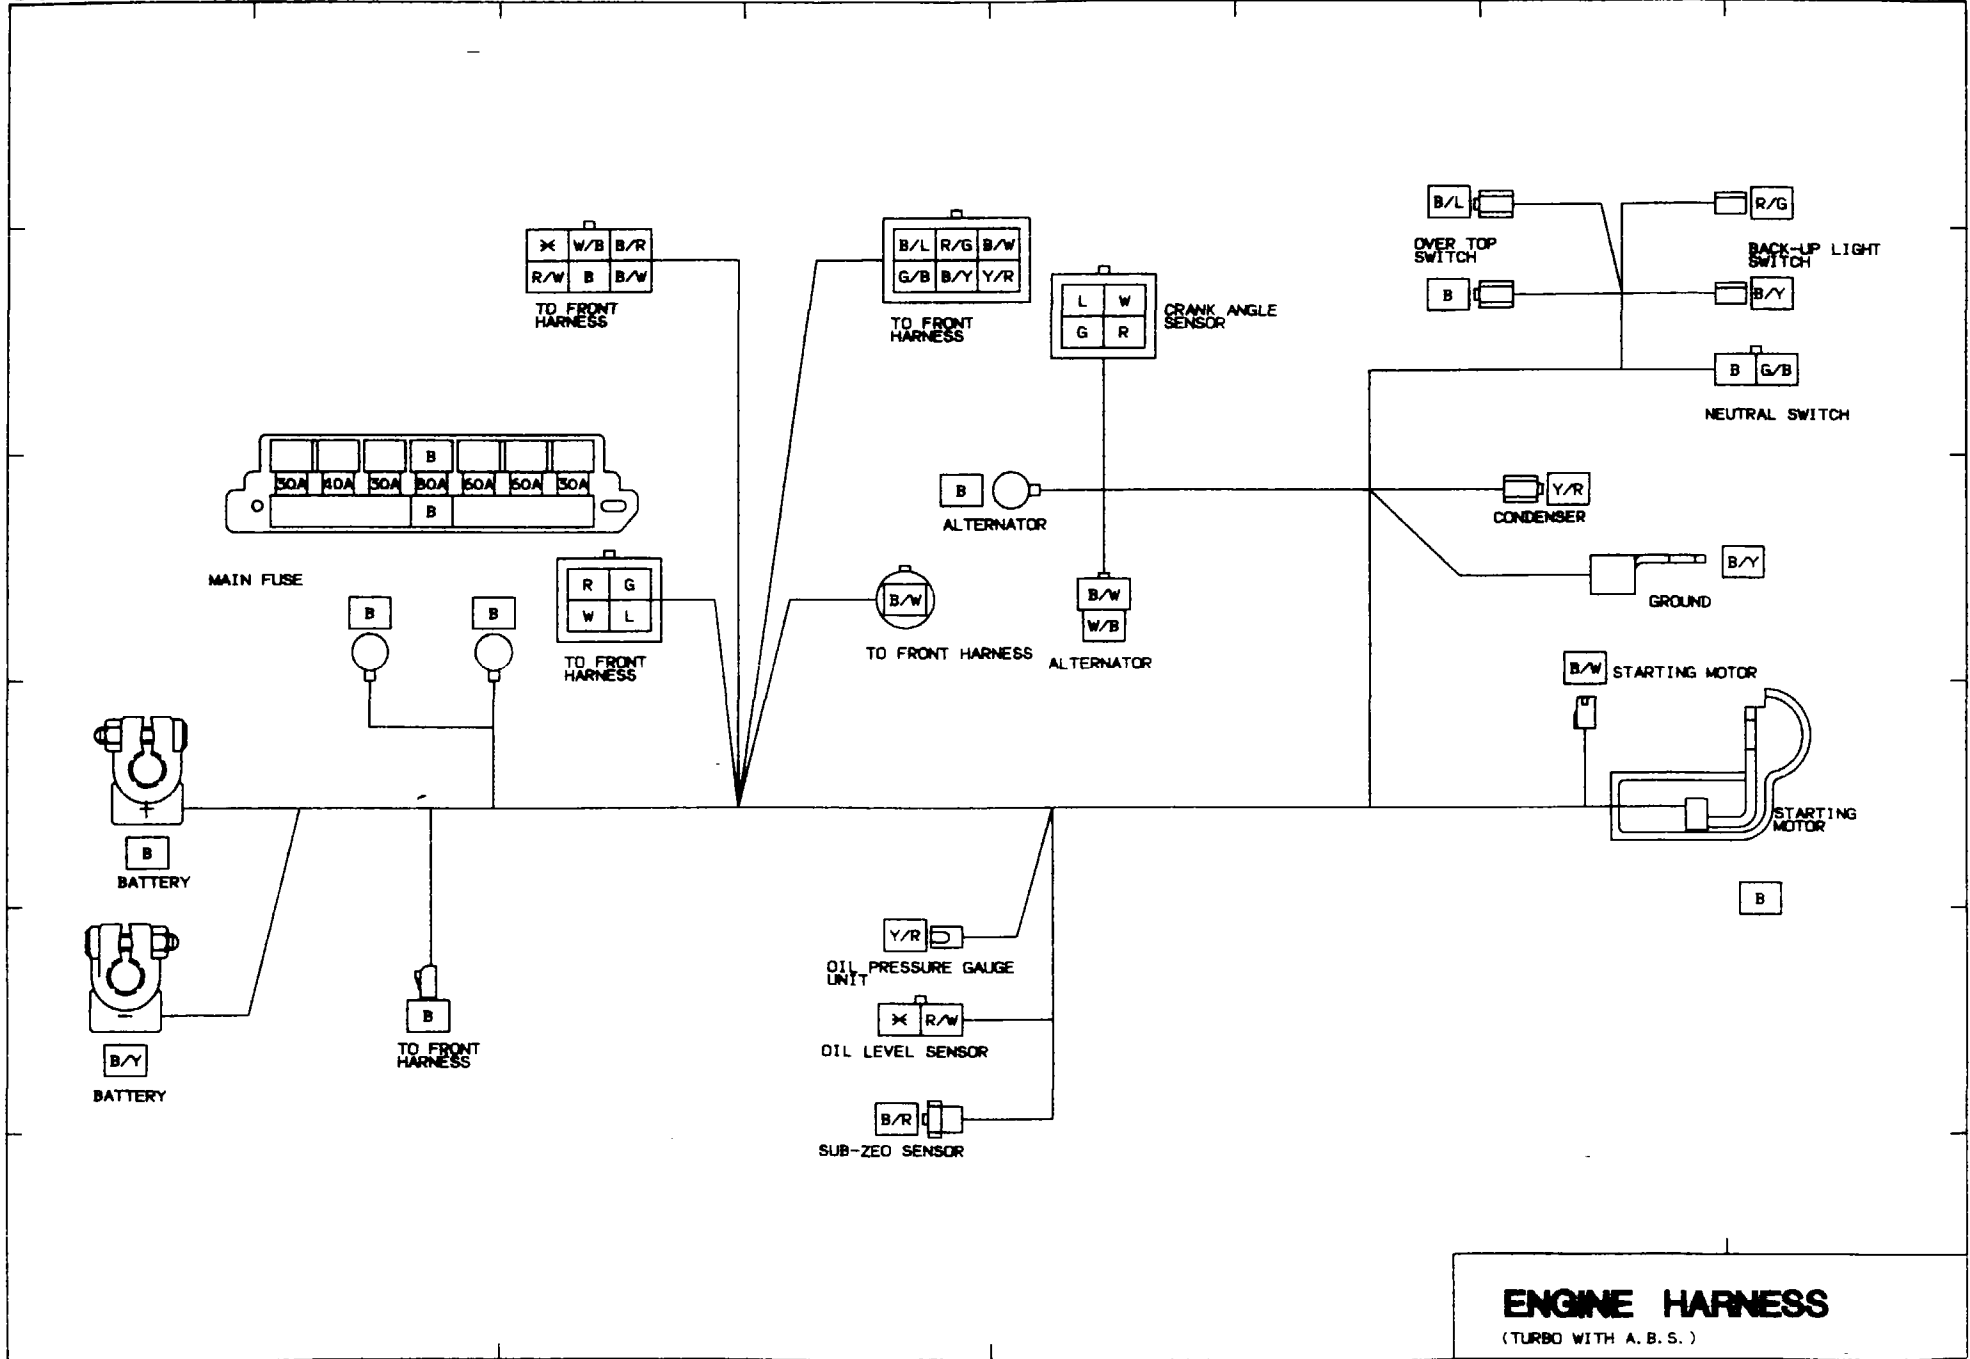 B/L
R/G
OVER TOP
SWITCH
BACK-UP LIGHT
SWITCH
B
B/Y
W/B B/R
R/W B B/W
TO FRONT
HARNESS
B/L R/G B/W
G/B B/Y Y/R
TO FRONT
HARNESS
L W
G R
CRANK ANGLE
SENSOR
B G/B
NEUTRAL SWITCH
B
30A 40A 30A 80A 60A 60A 30A
B
MAIN FUSE
B
ALTERNATOR
Y/R
CONDENSER
B/Y
GROUND
B
B
R G
W L
TO FRONT
HARNESS
B/W
TO FRONT HARNESS
B/W
W/B
ALTERNATOR
B/W
STARTING MOTOR
+
B
BATTERY
STARTING
MOTOR
B
−
B/Y
BATTERY
B
TO FRONT
HARNESS
Y/R
OIL PRESSURE GAUGE
UNIT
R/W
OIL LEVEL SENSOR
B/R
SUB-ZEO SENSOR
ENGINE HARNESS
(TURBO WITH A.B.S.)